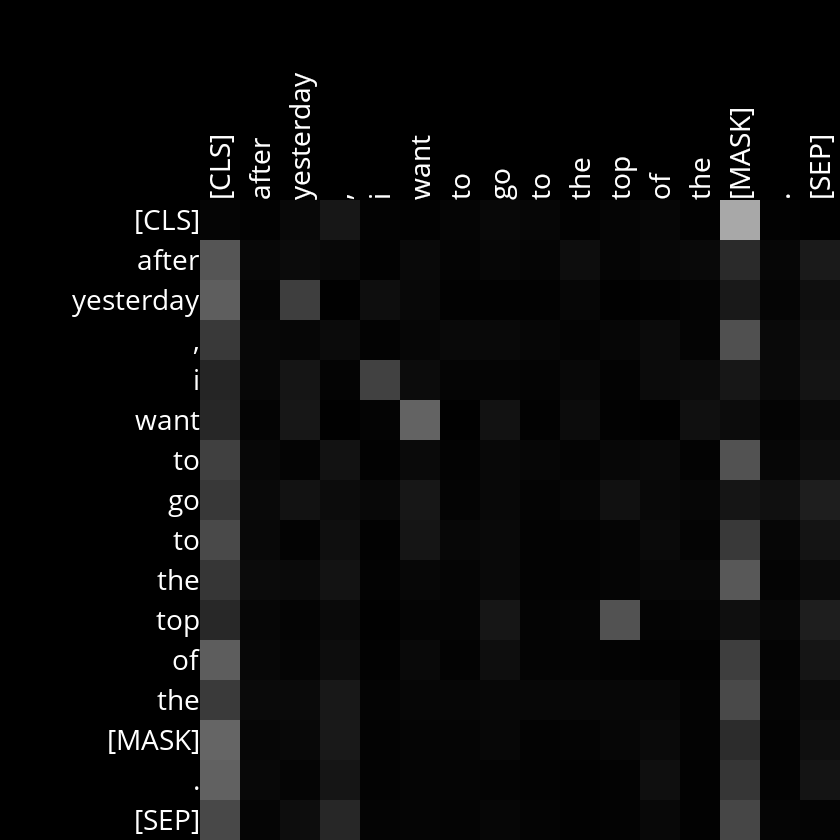 [CLS] after yesterday , i want to go to the top of the [MASK] . [SEP]
[CLS]
after
yesterday
,
i
want
to
go
to
the
top
of
the
[MASK]
.
[SEP]